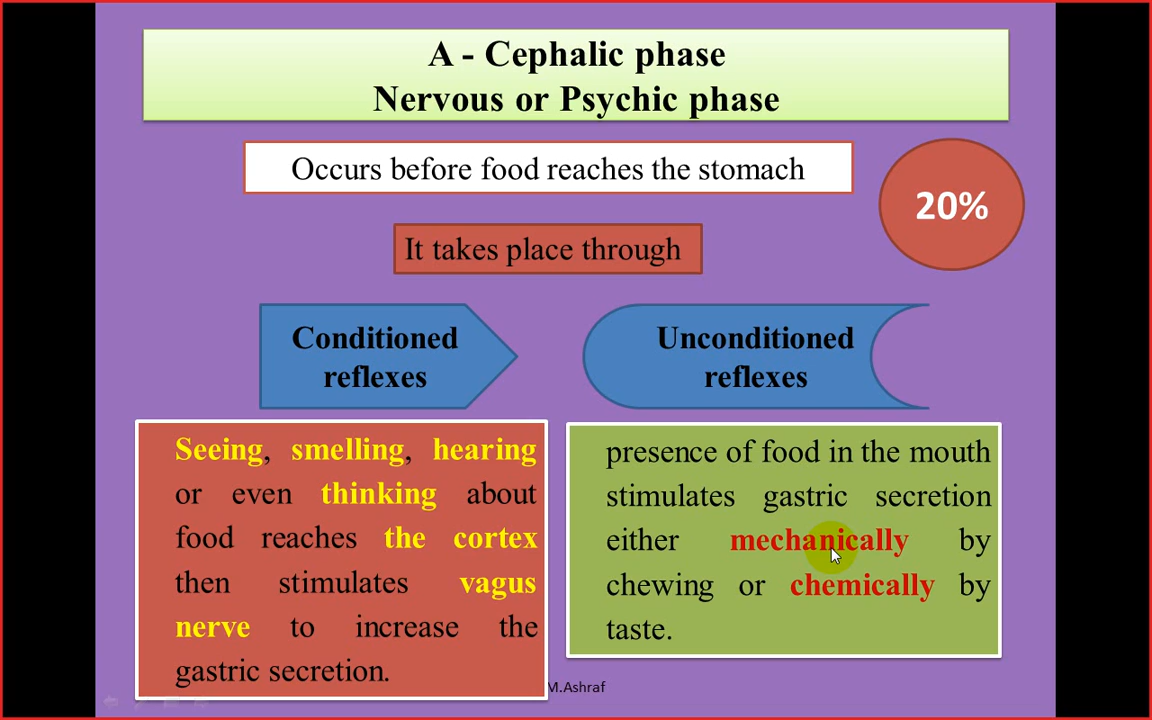 A - Cephalic phase
Nervous or Psychic phase
Occurs before food reaches the stomach
20%
It takes place through
Conditioned
reflexes
Unconditioned
reflexes
Seeing, smelling, hearing
or even thinking about
food reaches the cortex
then stimulates vagus
nerve to increase the
gastric secretion.
presence of food in the mouth
stimulates gastric secretion
either mechanically by
chewing or chemically by
taste.
M.Ashraf